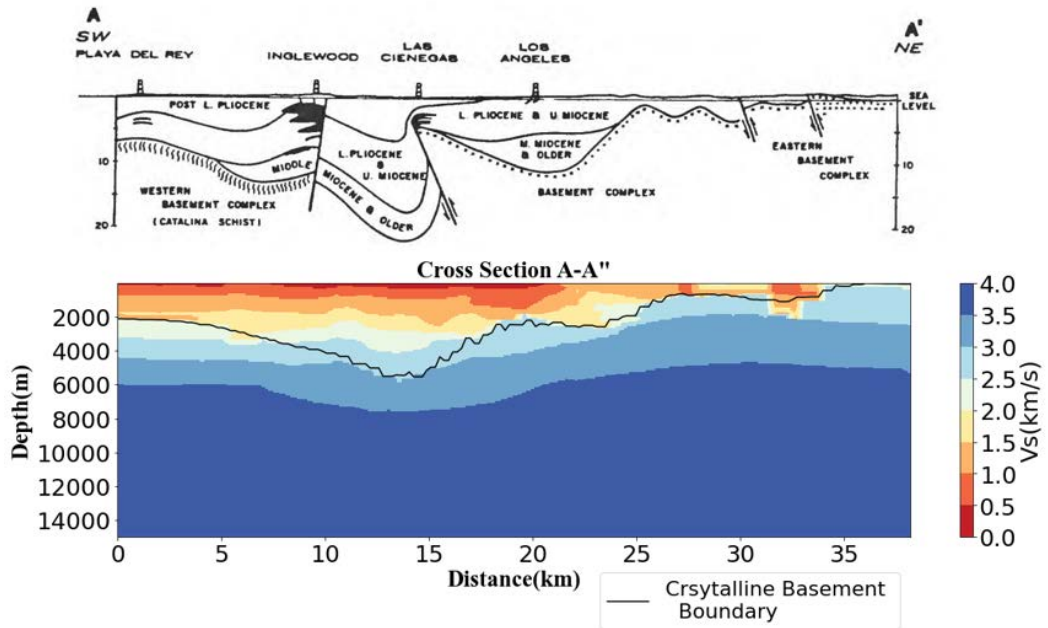 A
SW
PLAYA DEL REY
INGLEWOOD
LAS
CIENEGAS
LOS
ANGELES
A'
NE
POST L. PLIOCENE
SEA
LEVEL
L. PLIOCENE & U. MIOCENE
M. MIOCENE
& OLDER
EASTERN
BASEMENT
COMPLEX
10
10
L. PLIOCENE
&
U. MIOCENE
MIDDLE
MIOCENE & OLDER
WESTERN
BASEMENT COMPLEX
(CATALINA SCHIST)
BASEMENT COMPLEX
20
20
Cross Section A-A"
2000
4000
6000
8000
10000
12000
14000
Depth(m)
0
5
10
15
20
25
30
35
Distance(km)
4.0
3.5
3.0
2.5
2.0
1.5
1.0
0.5
0.0
Vs(km/s)
Crsytalline Basement
Boundary